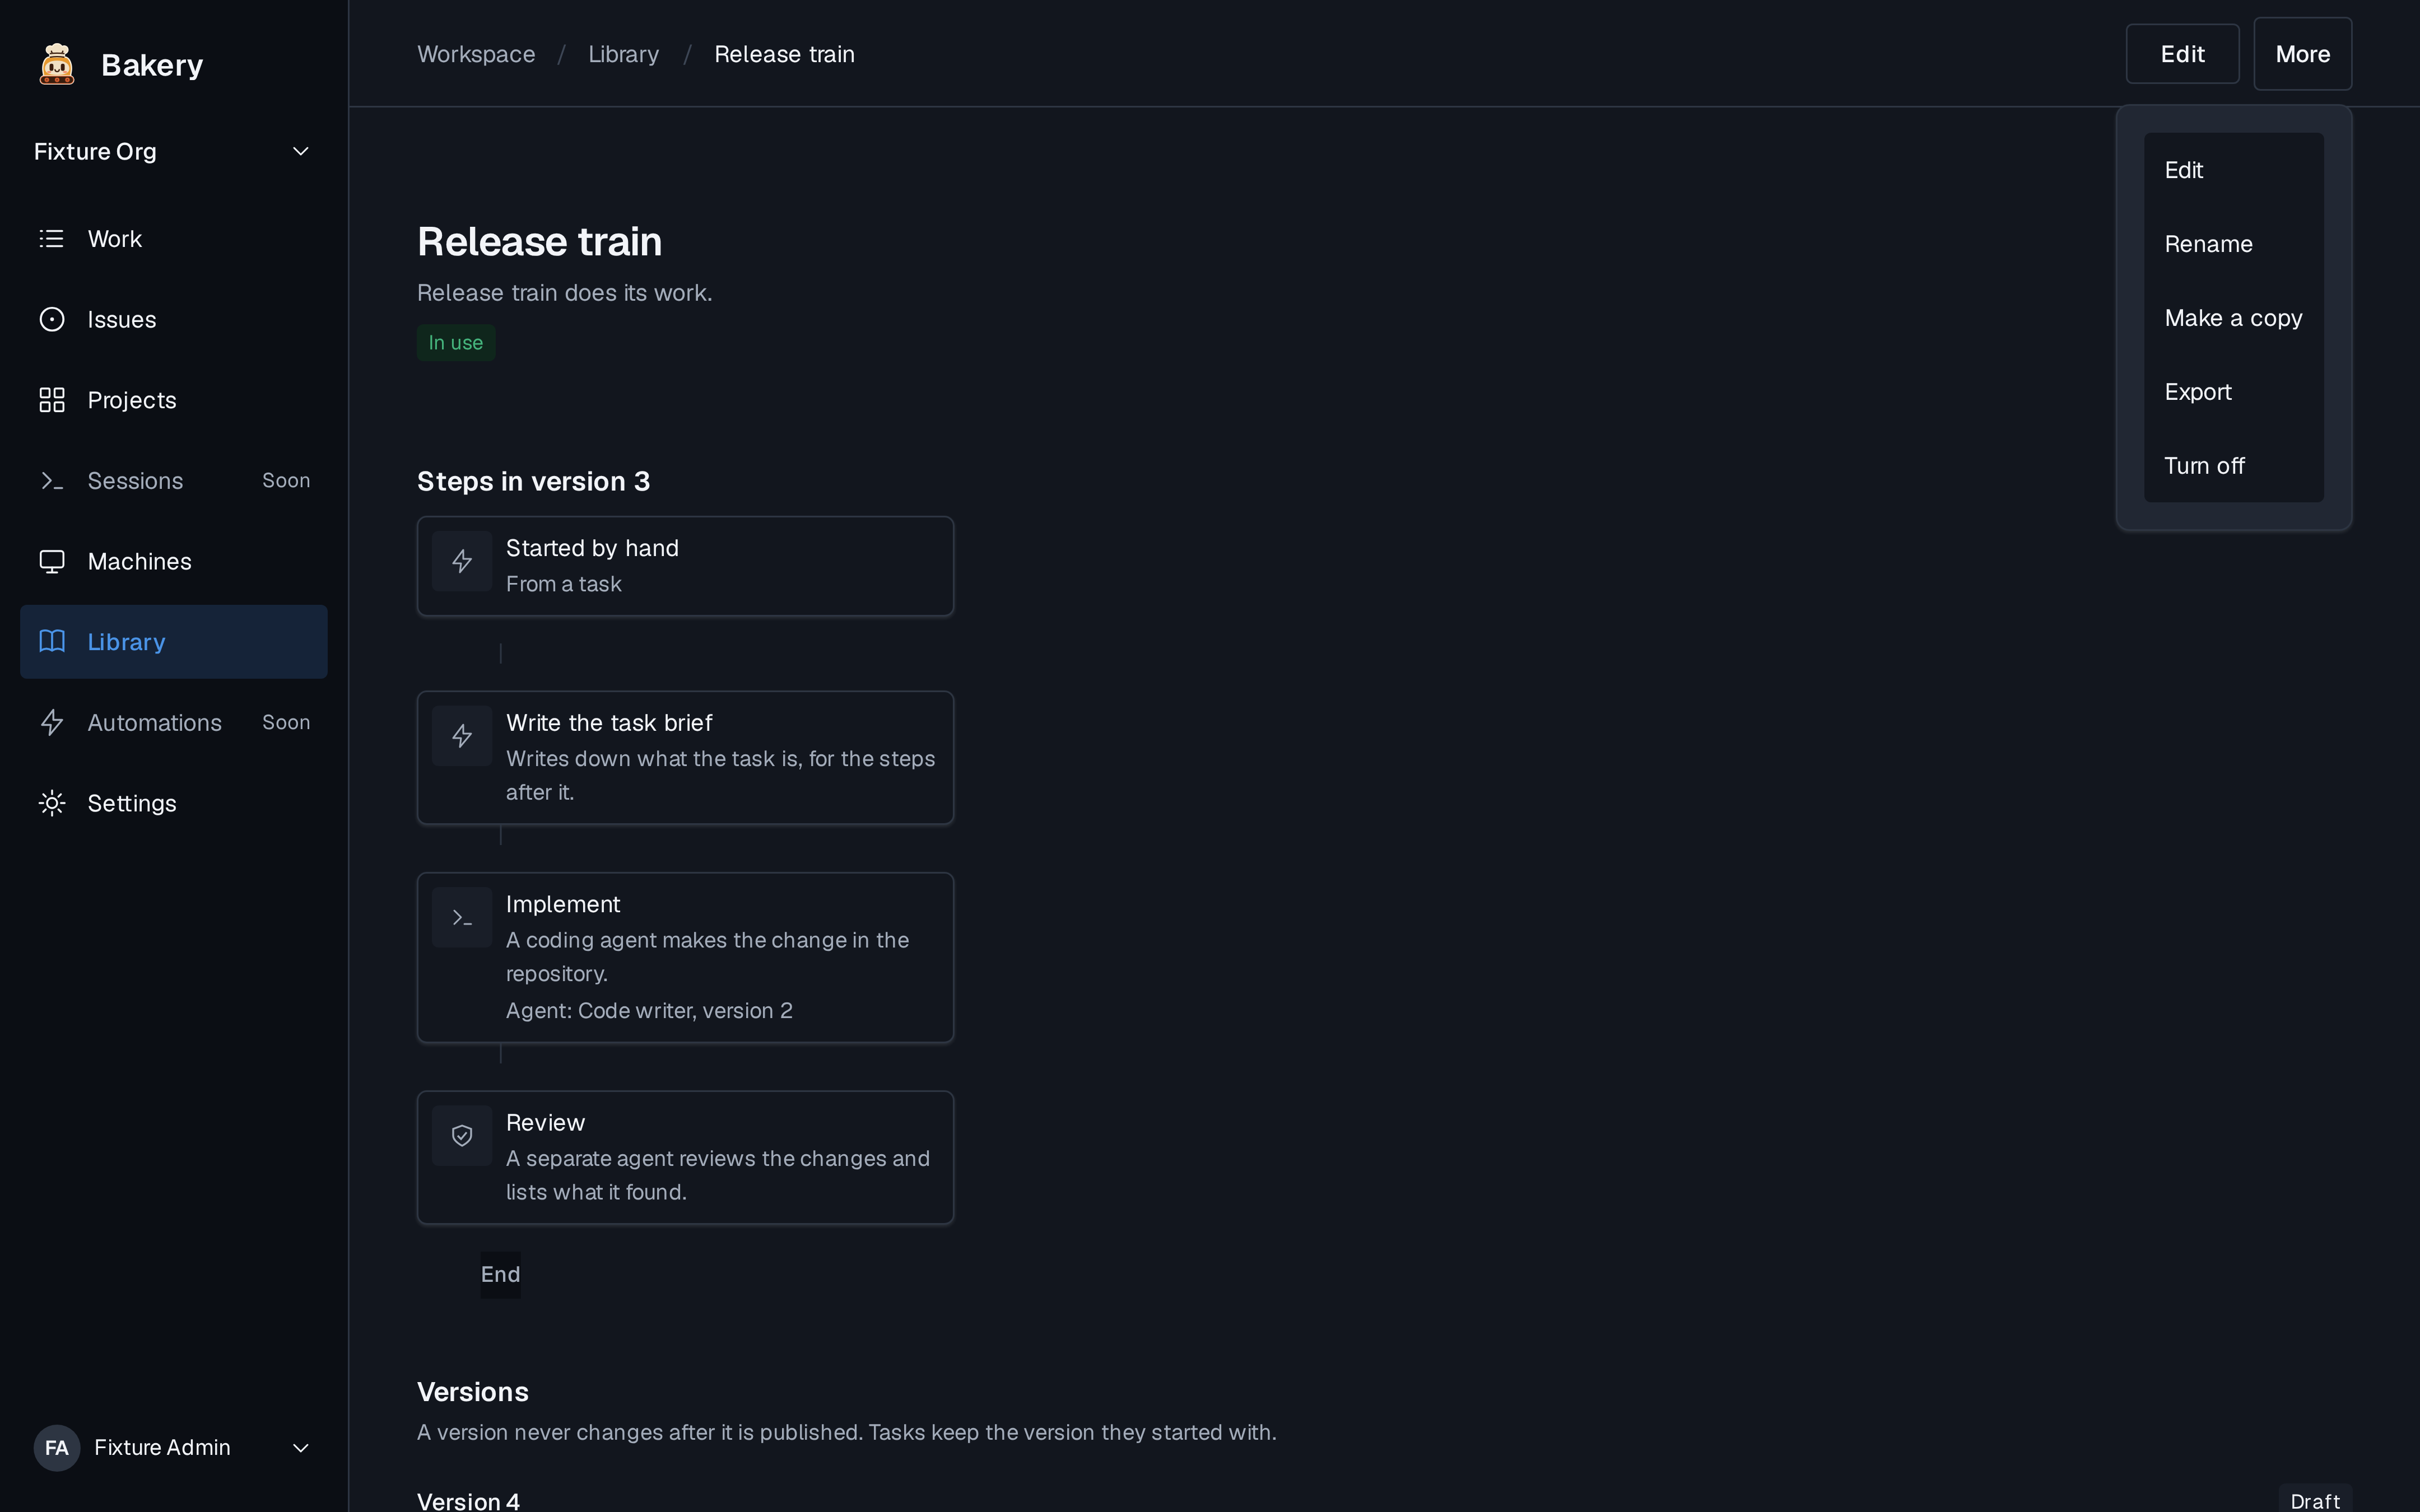 Bakery
Fixture Org
Work
Issues
Projects
Sessions Soon
Machines
Library
Automations Soon
Settings
FA Fixture Admin
Workspace / Library / Release train
Edit
More
Edit
Rename
Make a copy
Export
Turn off
Release train
Release train does its work.
In use
Steps in version 3
Started by hand
From a task
Write the task brief
Writes down what the task is, for the steps
after it.
Implement
A coding agent makes the change in the
repository.
Agent: Code writer, version 2
Review
A separate agent reviews the changes and
lists what it found.
End
Versions
A version never changes after it is published. Tasks keep the version they started with.
Version 4 Draft